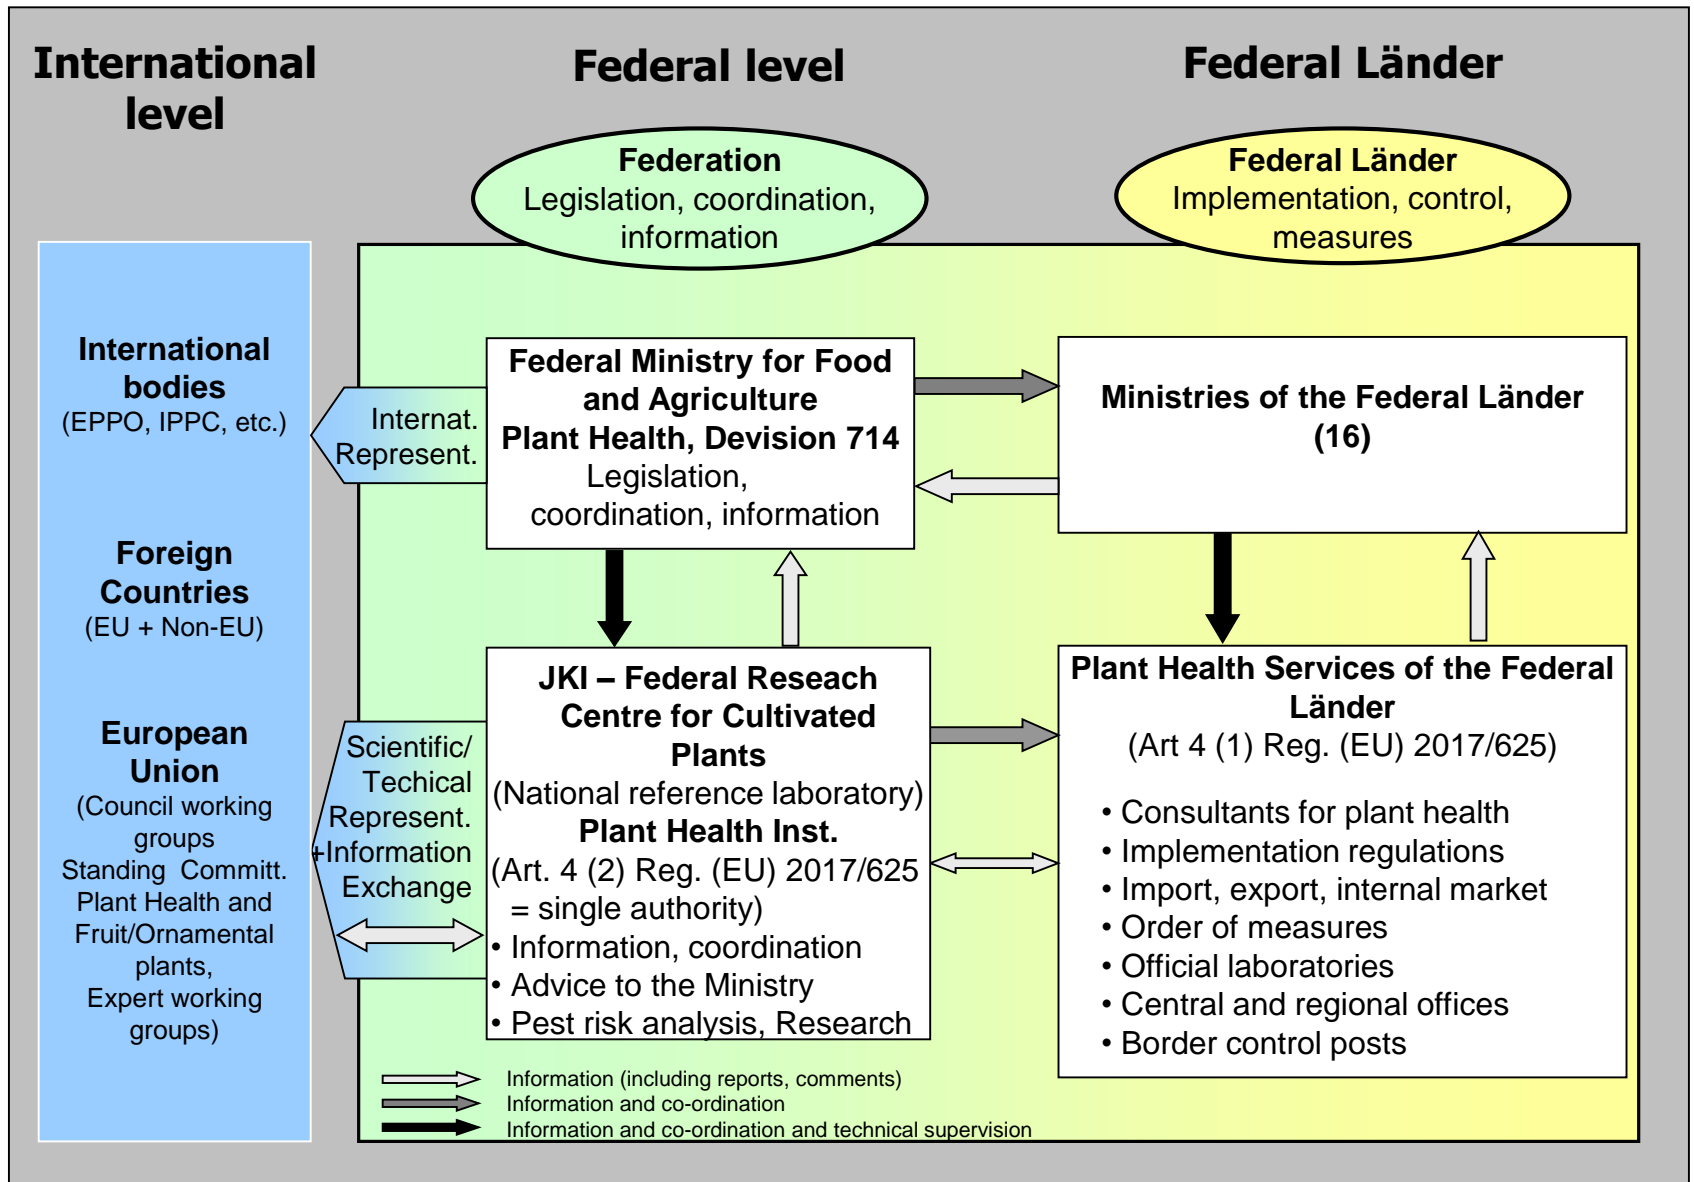 International
level
Federal level
Federal Länder
Federation
Legislation, coordination,
information
Federal Länder
Implementation, control,
measures
International
bodies
(EPPO, IPPC, etc.)
Foreign
Countries
(EU + Non-EU)
European
Union
(Council working
groups
Standing Committ.
Plant Health and
Fruit/Ornamental
plants,
Expert working
groups)
Internat.
Represent.
Scientific/
Techical
Represent.
+Information
Exchange
Federal Ministry for Food
and Agriculture
Plant Health, Devision 714
Legislation,
coordination, information
Ministries of the Federal Länder
(16)
JKI – Federal Reseach
Centre for Cultivated
Plants
(National reference laboratory)
Plant Health Inst.
(Art. 4 (2) Reg. (EU) 2017/625
= single authority)
• Information, coordination
• Advice to the Ministry
• Pest risk analysis, Research
Plant Health Services of the Federal
Länder
(Art 4 (1) Reg. (EU) 2017/625)
• Consultants for plant health
• Implementation regulations
• Import, export, internal market
• Order of measures
• Official laboratories
• Central and regional offices
• Border control posts
Information (including reports, comments)
Information and co-ordination
Information and co-ordination and technical supervision